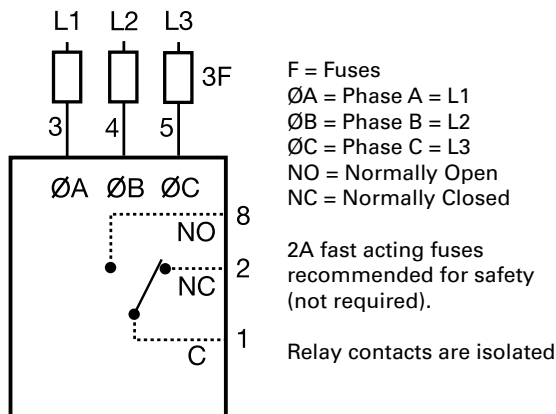 L1 L2 L3
3F
3 4 5
ØA ØB ØC
8
NO
2
NC
1
C
F = Fuses
ØA = Phase A = L1
ØB = Phase B = L2
ØC = Phase C = L3
NO = Normally Open
NC = Normally Closed
2A fast acting fuses
recommended for safety
(not required).
Relay contacts are isolated